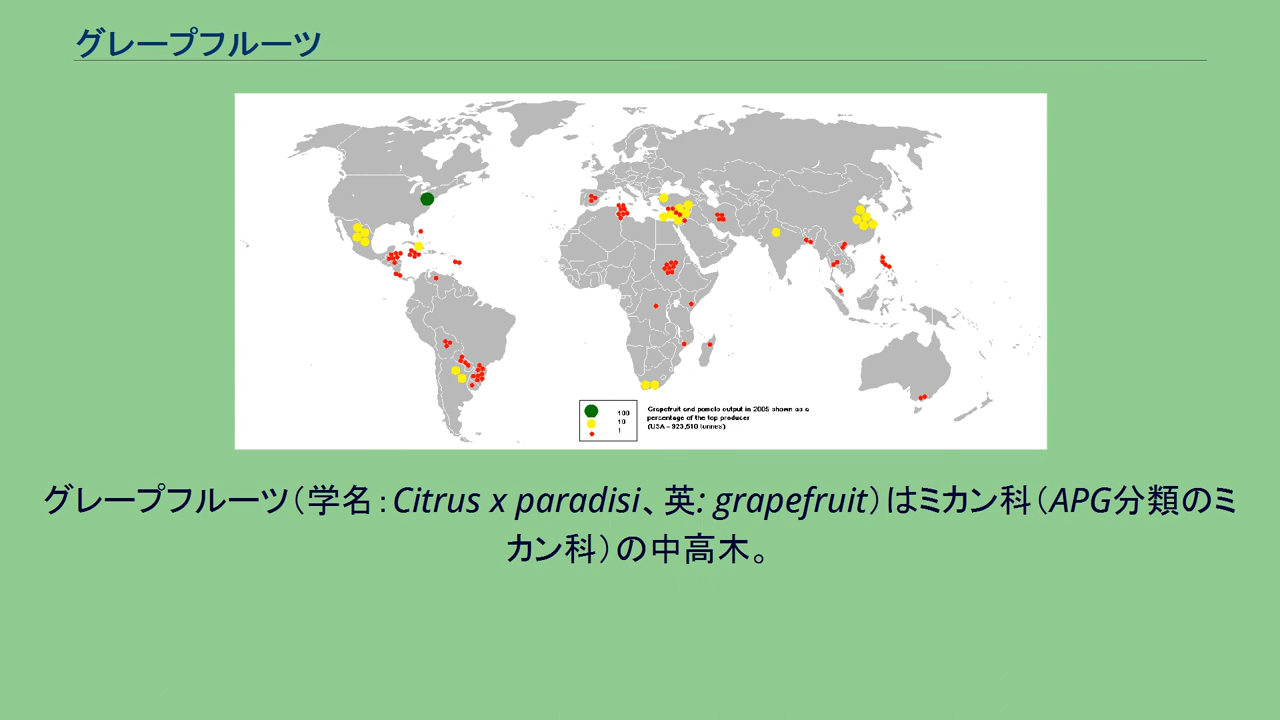 グレープフルーツ
100
10
1
Grapefruit and pomelo output in 2005 shown as a
percentage of the top producer
(USA - 923,510 tunnes)
グレープフルーツ(学名:Citrus x paradisi、英: grapefruit)はミカン科(APG分類のミ
カン科)の中高木。